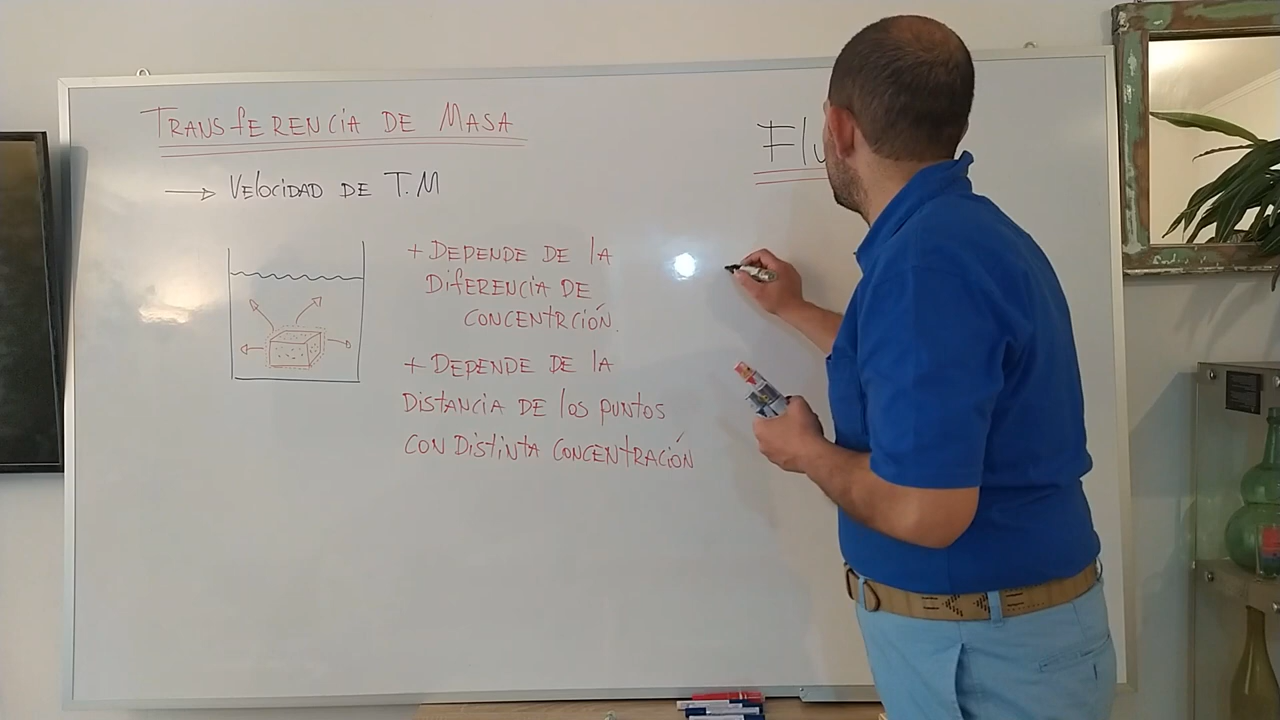 TRANSFERENCIA DE MASA
→ VELOCIDAD DE T.M
+ DEPENDE DE LA
DIFERENCIA DE
CONCENTRCIÓN.
+ DEPENDE DE LA
DISTANCIA DE LOS PUNTOS
CON DISTINTA CONCENTRACIÓN